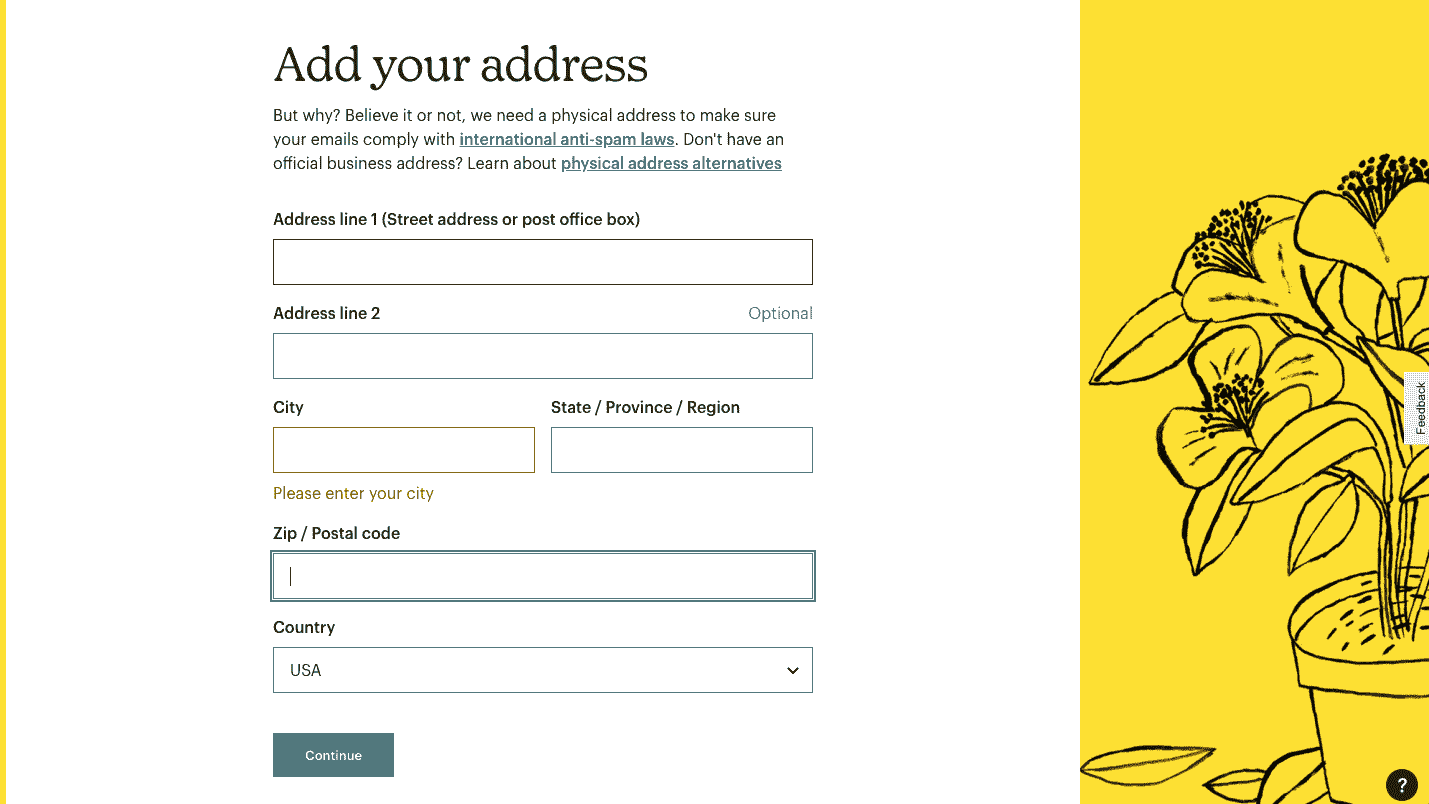 Add your address
But why? Believe it or not, we need a physical address to make sure
your emails comply with international anti-spam laws. Don't have an
official business address? Learn about physical address alternatives
Address line 1 (Street address or post office box)
Address line 2
Optional
City
State / Province / Region
Please enter your city
Zip / Postal code
Country
USA
Continue
Feedback
?